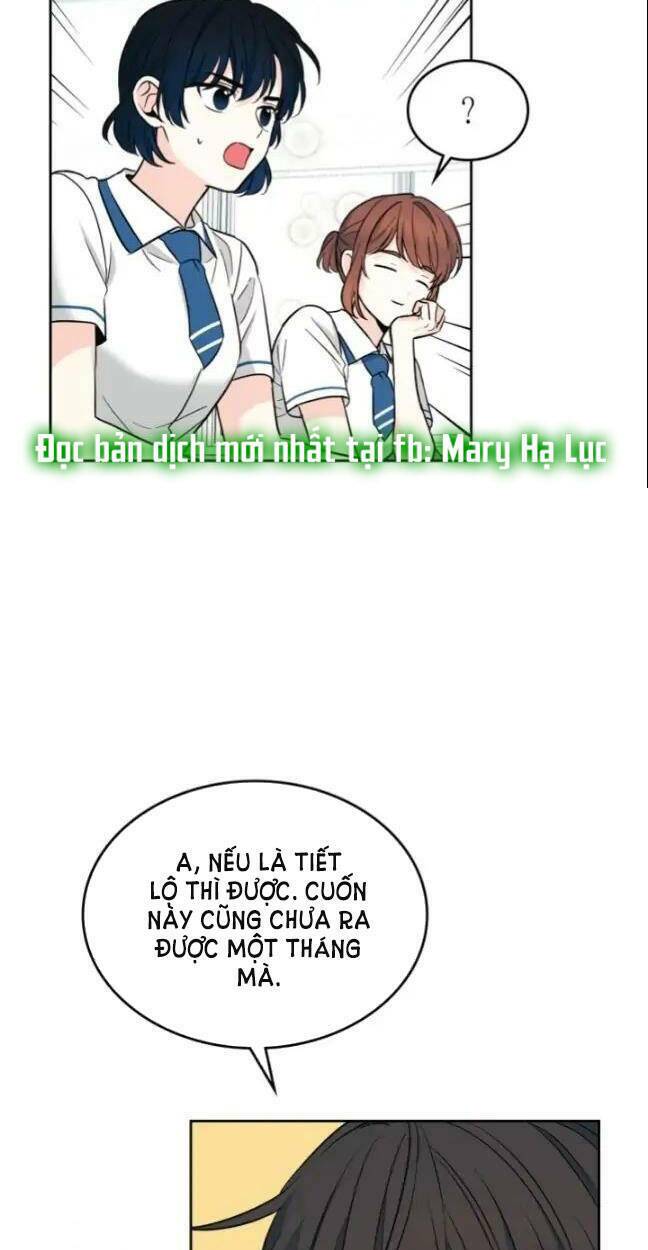 ?
Đọc bản dịch mới nhất tại fb: Mary Hạ Lục
A, NẾU LÀ TIẾT
LỘ THÌ ĐƯỢC. CUỐN
NÀY CŨNG CHƯA RA
ĐƯỢC MỘT THÁNG
MÀ.